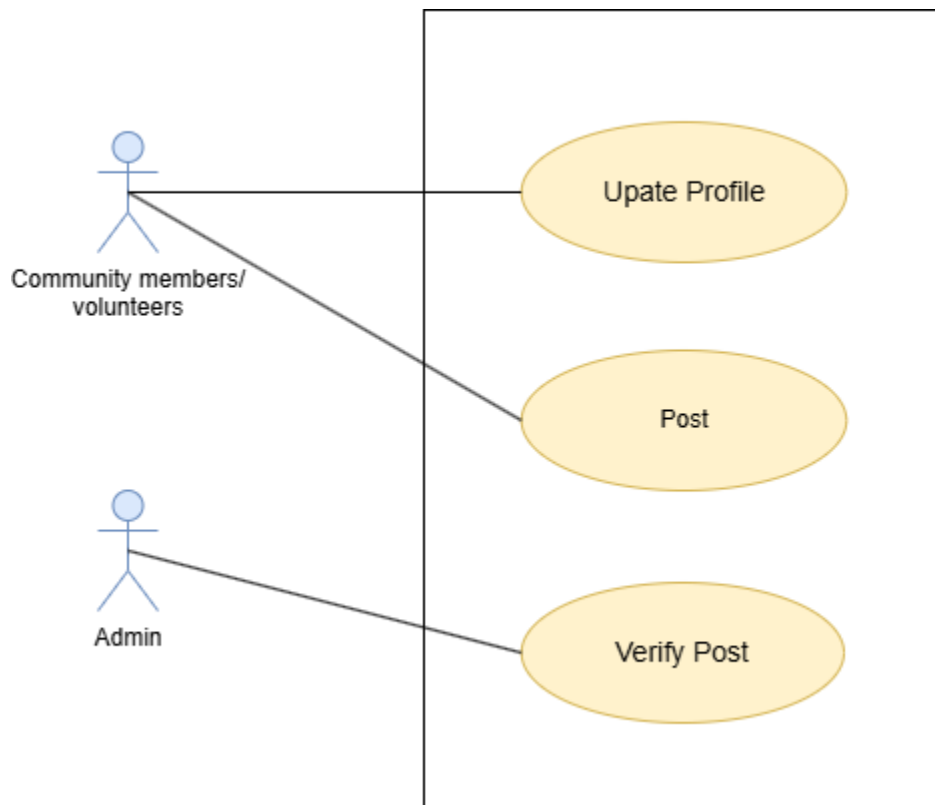 Upate Profile
Community members/
volunteers
Post
Admin
Verify Post